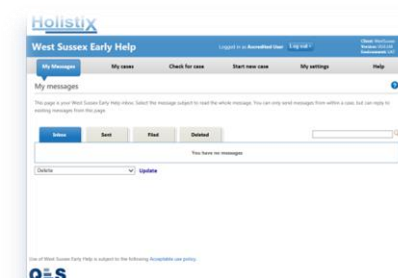 Holistix
West Sussex Early Help
Logged in as Accredited User Log out
My Messages My cases Check for case Start new case My settings Help
My messages
This page is your West Sussex Early Help inbox. Select the message subject to read the whole message. You can only send messages from within a case, but can reply to
existing messages from this page.
Inbox Sent Filed Deleted
You have no messages
Delete Update
Use of West Sussex Early Help is subject to the following Acceptable use policy.